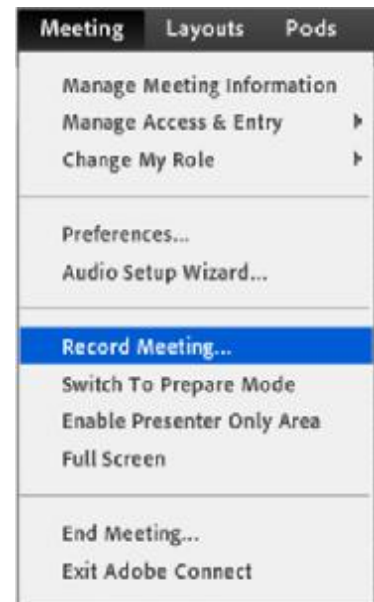 Meeting Layouts Pods
Manage Meeting Information
Manage Access & Entry
Change My Role
Preferences...
Audio Setup Wizard...
Record Meeting...
Switch To Prepare Mode
Enable Presenter Only Area
Full Screen
End Meeting...
Exit Adobe Connect